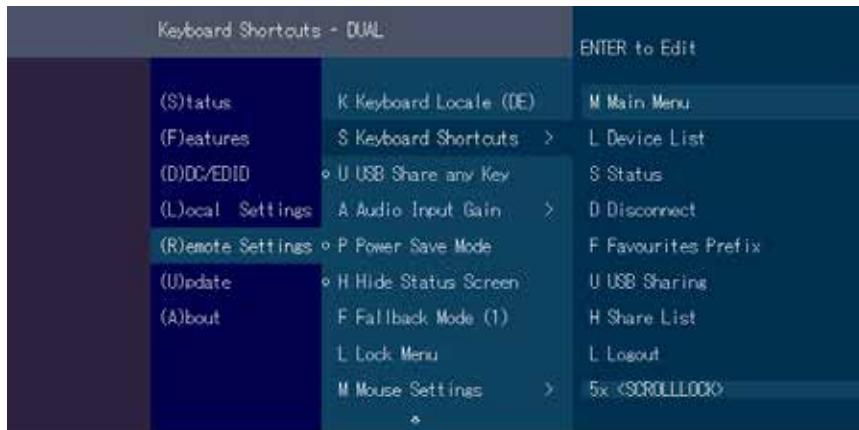 Keyboard Shortcuts - DUAL
ENTER to Edit
(S)tatus
(F)eatures
(D)DC/EDID
(L)ocal Settings
(R)emote Settings
(U)pdate
(A)bout
K Keyboard Locale (DE)
S Keyboard Shortcuts >
U USB Share any Key
A Audio Input Gain >
P Power Save Mode
H Hide Status Screen
F Fallback Mode (1)
L Lock Menu
M Mouse Settings >
M Main Menu
L Device List
S Status
D Disconnect
F Favourites Prefix
U USB Sharing
H Share List
L Logout
5x <SCROLLLOCK>